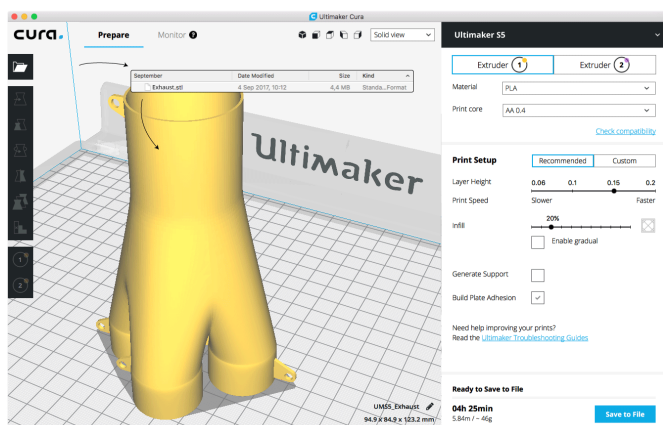 Ultimaker Cura
cura.
Prepare
Monitor ?
Solid view
Ultimaker S5
September
Date Modified
Size
Kind
Exhaust.stl
4 Sep 2017, 10:12
4,4 MB
Standa...Format
Ultimaker
1
2
Extruder 1
Extruder 2
Material
PLA
Print core
AA 0.4
Check compatibility
Print Setup
Recommended
Custom
Layer Height
0.06 0.1 0.15 0.2
Print Speed
Slower
Faster
Infill
20%
Enable gradual
Generate Support
Build Plate Adhesion
Need help improving your prints?
Read the Ultimaker Troubleshooting Guides
UMS5_Exhaust
94.9 x 84.9 x 123.2 mm
Ready to Save to File
04h 25min
5.84m / ~ 46g
Save to File